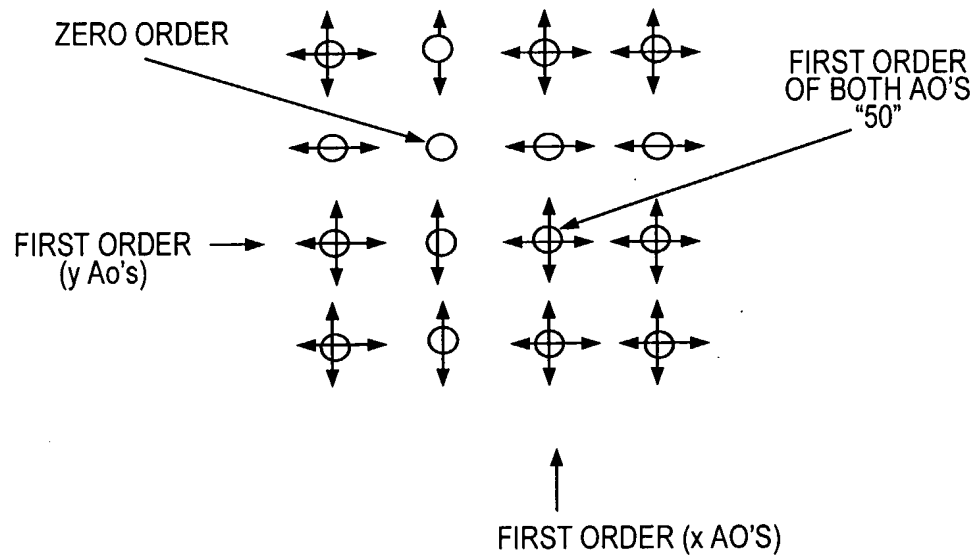 ZERO ORDER
FIRST ORDER
OF BOTH AO'S
"50"
FIRST ORDER
(y Ao's)
FIRST ORDER (x AO'S)